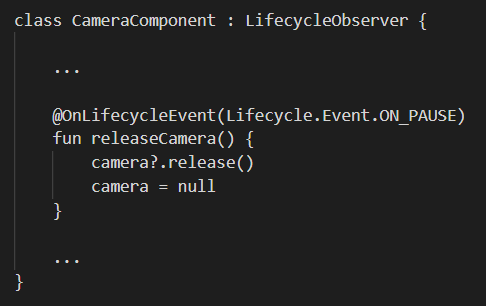 class CameraComponent : LifecycleObserver {
...
@OnLifecycleEvent(Lifecycle.Event.ON_PAUSE)
fun releaseCamera() {
camera?.release()
camera = null
}
...
}